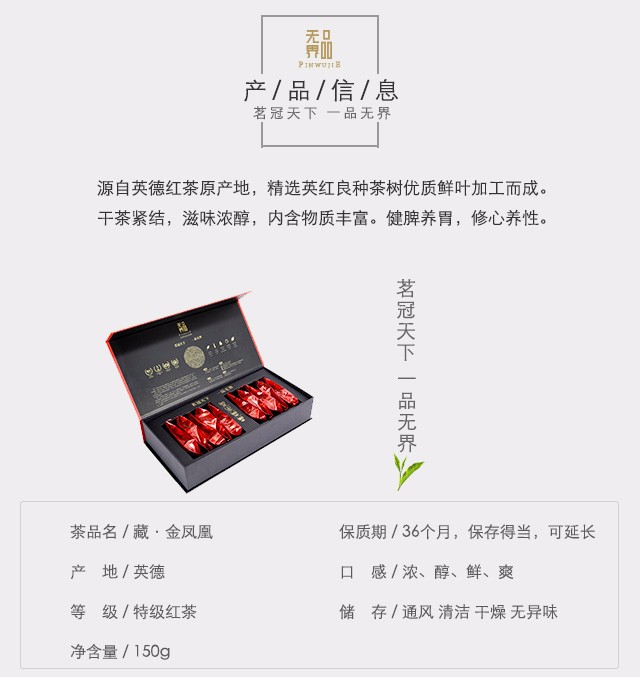 无品界
PINWUJIE
产/品/信/息
茗冠天下 一品无界
源自英德红茶原产地，精选英红良种茶树优质鲜叶加工而成。
干茶紧结，滋味浓醇，内含物质丰富。健脾养胃，修心养性。
茗冠天下 一品无界
茶品名 / 藏 · 金凤凰
保质期 / 36个月，保存得当，可延长
产 地 / 英德
口 感 / 浓、醇、鲜、爽
等 级 / 特级红茶
储 存 / 通风 清洁 干燥 无异味
净含量 / 150g